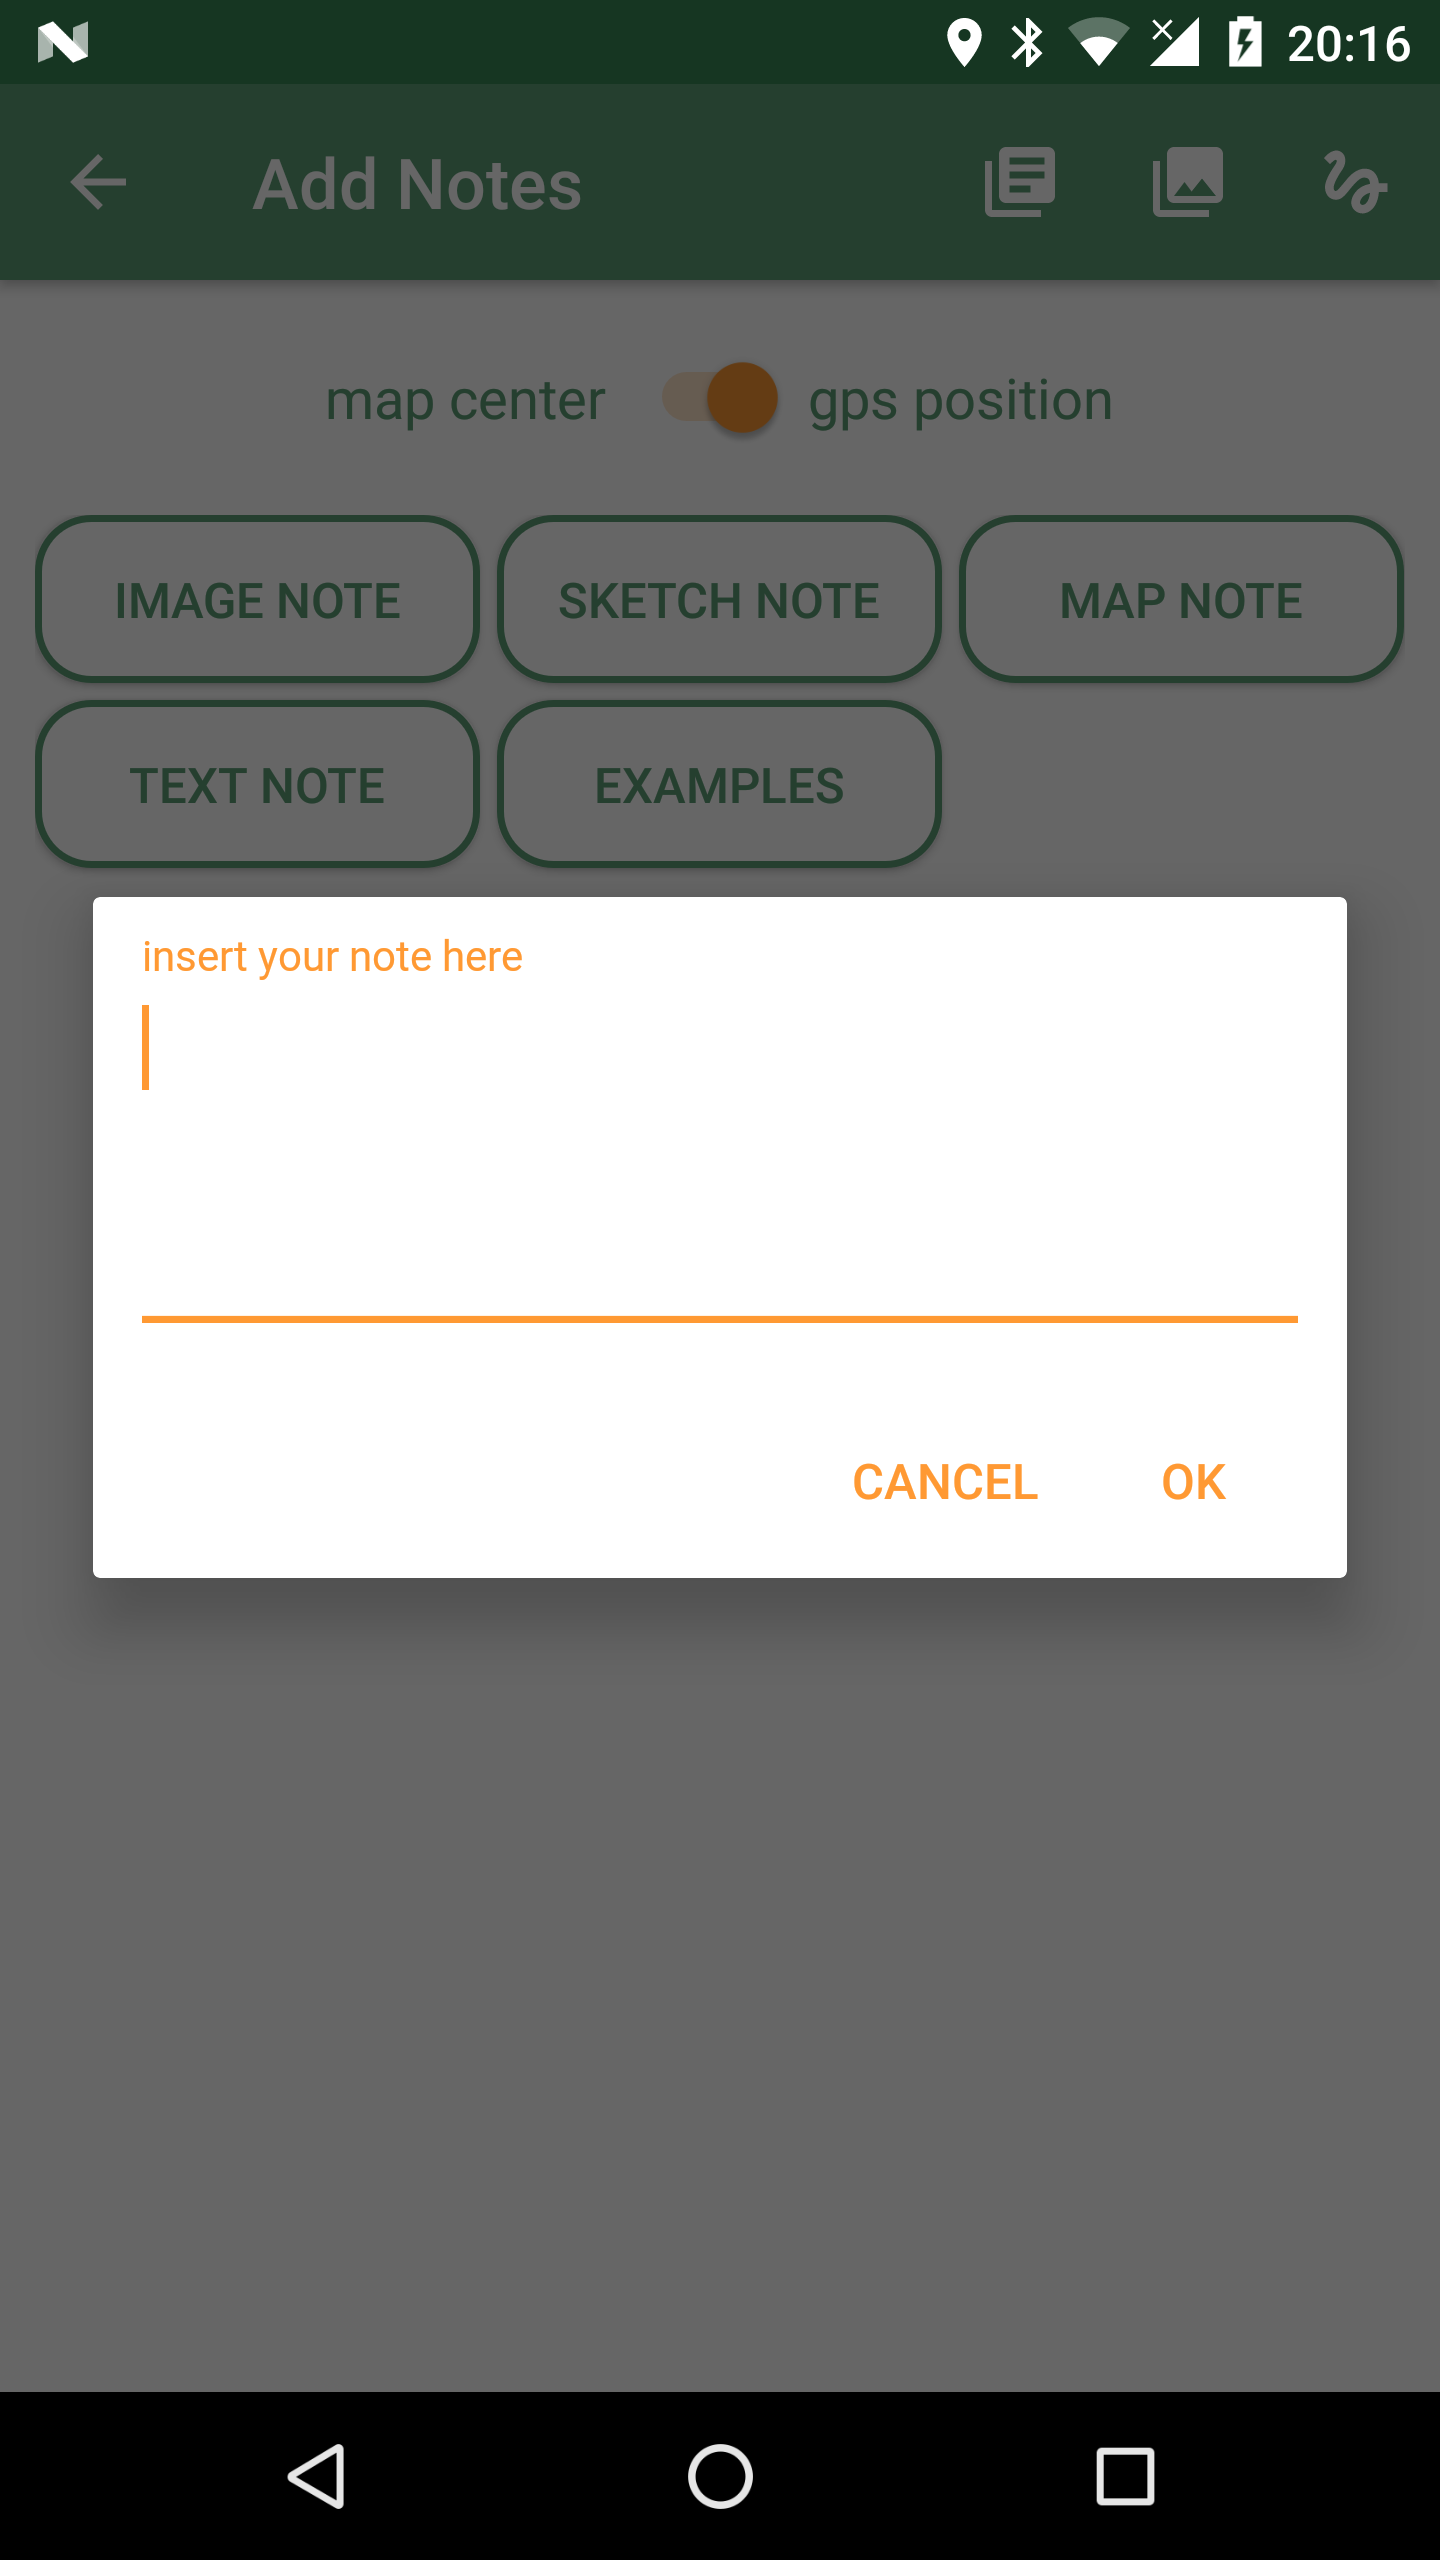 20:16
Add Notes
map center gps position
IMAGE NOTE SKETCH NOTE MAP NOTE
TEXT NOTE EXAMPLES
insert your note here
CANCEL OK